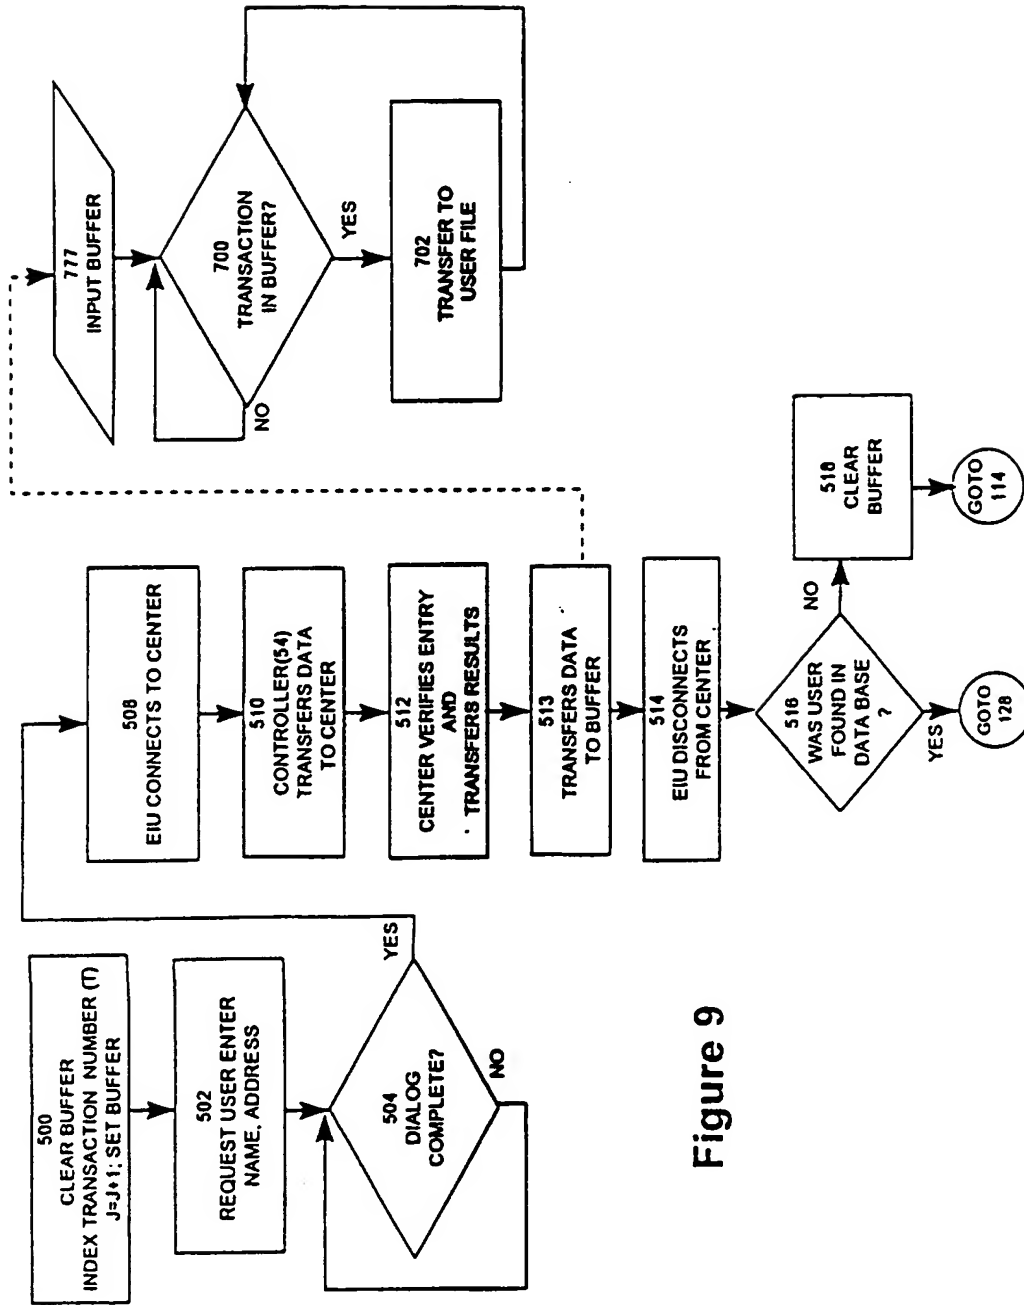 500
CLEAR BUFFER
INDEX TRANSACTION NUMBER (T)
J=J+1; SET BUFFER
502
REQUEST USER ENTER
NAME, ADDRESS
504
DIALOG
COMPLETE?
YES
NO
508
EIU CONNECTS TO CENTER
510
CONTROLLER(54)
TRANSFERS DATA
TO CENTER
512
CENTER VERIFIES ENTRY
AND
TRANSFERS RESULTS
513
TRANSFERS DATA
TO BUFFER
514
EIU DISCONNECTS
FROM CENTER
516
WAS USER
FOUND IN
DATA BASE
?
NO
YES
518
CLEAR
BUFFER
GOTO
114
GOTO
128
777
INPUT BUFFER
700
TRANSACTION
IN BUFFER?
NO
YES
702
TRANSFER TO
USER FILE
Figure 9